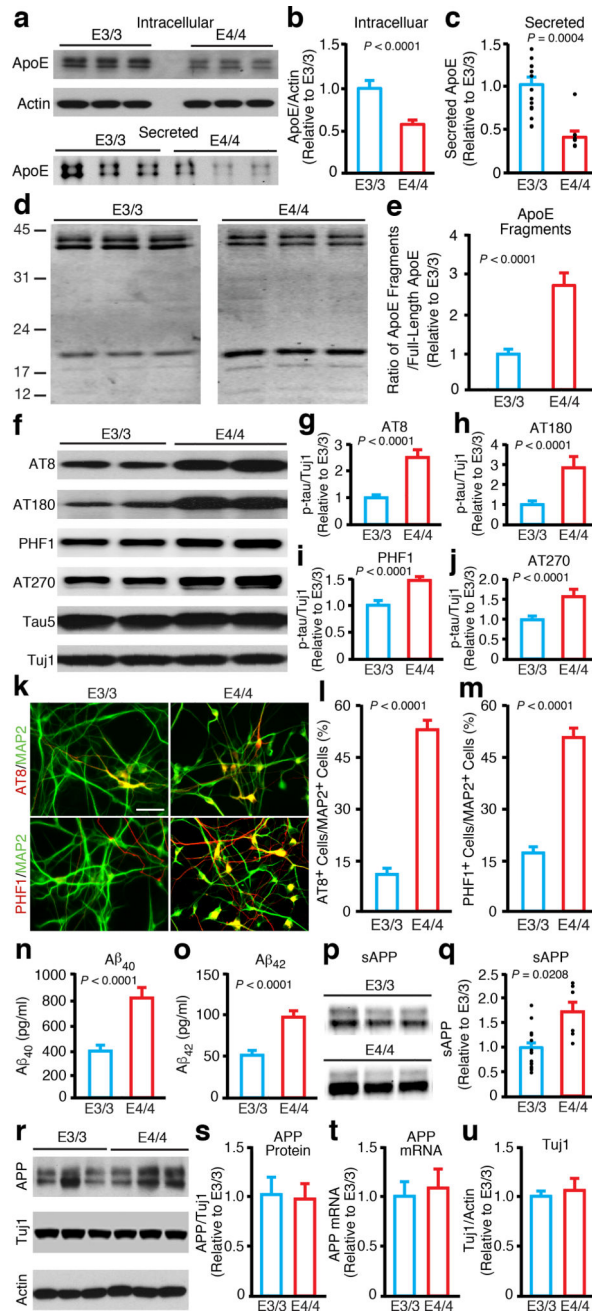 a
Intracellular
E3/3 E4/4
ApoE
Actin
Secreted
E3/3 E4/4
ApoE
b
Intracelluar
P < 0.0001
ApoE/Actin
(Relative to E3/3)
1.5
1.0
0.5
0
E3/3 E4/4
c
Secreted
P = 0.0004
Secreted ApoE
(Relative to E3/3)
2.0
1.5
1.0
0.5
0
E3/3 E4/4
d
E3/3 E4/4
45
31
24
17
12
e
ApoE
Fragments
P < 0.0001
Ratio of ApoE Fragments
/Full-Length ApoE
(Relative to E3/3)
4
3
2
1
0
E3/3 E4/4
f
E3/3 E4/4
AT8
AT180
PHF1
AT270
Tau5
Tuj1
g
AT8
P < 0.0001
p-tau/Tuj1
(Relative to E3/3)
3
2
1
0
E3/3 E4/4
h
AT180
P < 0.0001
p-tau/Tuj1
(Relative to E3/3)
4
3
2
1
0
E3/3 E4/4
i
PHF1
P < 0.0001
p-tau/Tuj1
(Relative to E3/3)
1.5
1.0
0.5
0
E3/3 E4/4
j
AT270
P < 0.0001
p-tau/Tuj1
(Relative to E3/3)
2.0
1.5
1.0
0.5
0
E3/3 E4/4
k
E3/3 E4/4
AT8/MAP2
PHF1/MAP2
l
P < 0.0001
AT8+ Cells/MAP2+ Cells (%)
60
45
30
15
0
E3/3 E4/4
m
P < 0.0001
PHF1+ Cells/MAP2+ Cells (%)
60
45
30
15
0
E3/3 E4/4
n
Aβ40
P < 0.0001
Aβ40 (pg/ml)
1000
800
600
400
200
0
E3/3 E4/4
o
Aβ42
P < 0.0001
Aβ42 (pg/ml)
150
100
50
0
E3/3 E4/4
p
sAPP
E3/3
E4/4
q
sAPP
P = 0.0208
sAPP
(Relative to E3/3)
2.5
2.0
1.5
1.0
0.5
0
E3/3 E4/4
r
E3/3 E4/4
APP
Tuj1
Actin
s
APP
Protein
APP/Tuj1
(Relative to E3/3)
1.5
1.0
0.5
0
E3/3 E4/4
t
APP
mRNA
APP mRNA
(Relative to E3/3)
1.5
1.0
0.5
0
E3/3 E4/4
u
Tuj1
Tuj1/Actin
(Relative to E3/3)
1.5
1.0
0.5
0
E3/3 E4/4